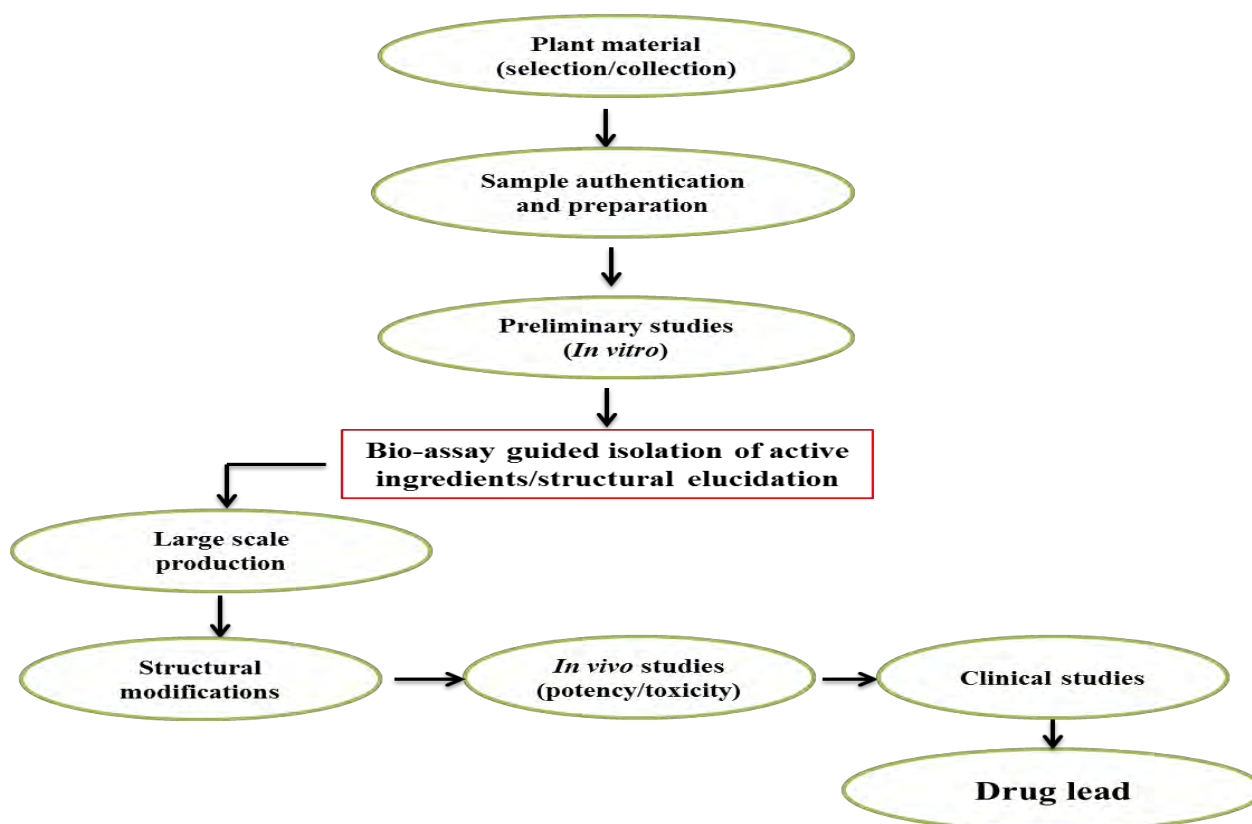 Plant material
(selection/collection)
Sample authentication
and preparation
Preliminary studies
(In vitro)
Bio-assay guided isolation of active
ingredients/structural elucidation
Large scale
production
Structural
modifications
In vivo studies
(potency/toxicity)
Clinical studies
Drug lead